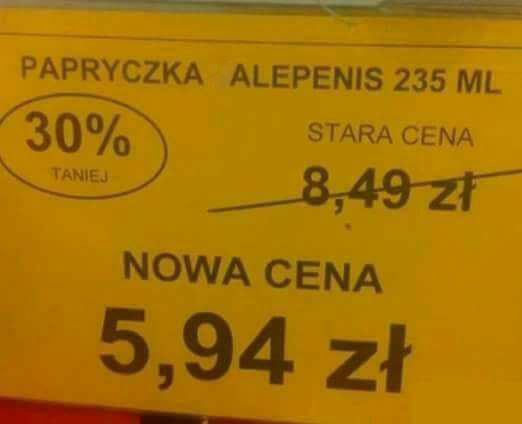 PAPRYCZKA ALEPENIS 235 ML
30%
TANIEJ
STARA CENA
8,49 zł
NOWA CENA
5,94 zł